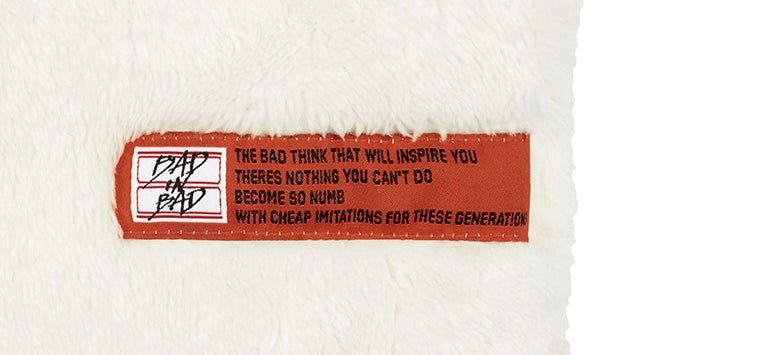 BAD
IN
BAD
THE BAD THINK THAT WILL INSPIRE YOU
THERES NOTHING YOU CAN'T DO
BECOME SO NUMB
WITH CHEAP IMITATIONS FOR THESE GENERATION